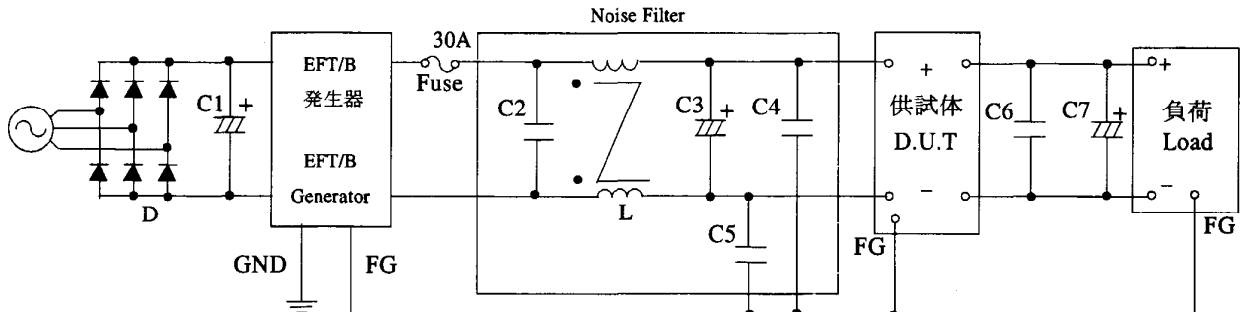 Noise Filter
30A
Fuse
EFT/B
発生器
EFT/B
Generator
C1
+
D
GND
FG
C2
L
C3
+
C4
C5
+
供試体
D.U.T
−
FG
C6
C7
+
+
負荷
Load
−
FG